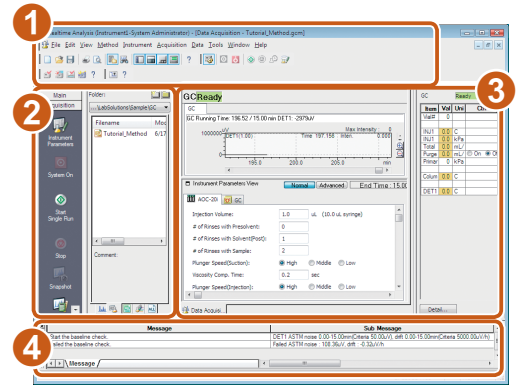 1
Realtime Analysis (Instrument1-System Administrator) - [Data Acquisition - Tutorial_Method.gcm]
File Edit View Method Instrument Acquisition Data Tools Window Help
2
Main
Instrument Parameters
System On
Start Single Run
Stop
Snapshot
Folder:
...\LabSolutions\Sample\GC
Filename
Tutorial_Method 6/17
Comment:
GC Ready
GC
GC Running Time: 196.52 / 15.00 min DET1: -2979uV
uV
1000000 DET1(1.00) Time 197.156 Inten. 0.000
Max Intensity : 0
0
195.0 200.0 205.0 min
Instrument Parameters View Normal Advanced End Time : 15.00
AOC-20i GC
Injection Volume: 1.0 uL (10.0 uL syringe)
# of Rinses with Presolvent: 0
# of Rinses with Solvent(Post): 1
# of Rinses with Sample: 2
Plunger Speed(Suction): High Middle Low
Viscosity Comp. Time: 0.2 sec
Plunger Speed(Injection): High Middle Low
Data Acquisi...
3
GC Ready
Item Val Uni
Vial# 0
INJ1 0.0 C
INJ1 0.0 kPa
Total 0.0 mL/
Purge 0.0 mL/ On
Primar 0 kPa
Colum 0.0 C
DET1 0.0 C
Detail...
4
Message Sub Message
Start the baseline check. DET1 ASTM noise 0.00-15.00min(Criteria 50.00uV), drift 0.00-15.00min(Criteria 5000.00uV/h)
Failed the baseline check. Failed ASTM noise : 108.36uV, drift : -0.32uV/h
Message